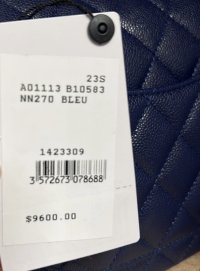 23S
A01113 B10583
NN270 BLEU
1423309
3 572673 078688
$9600.00